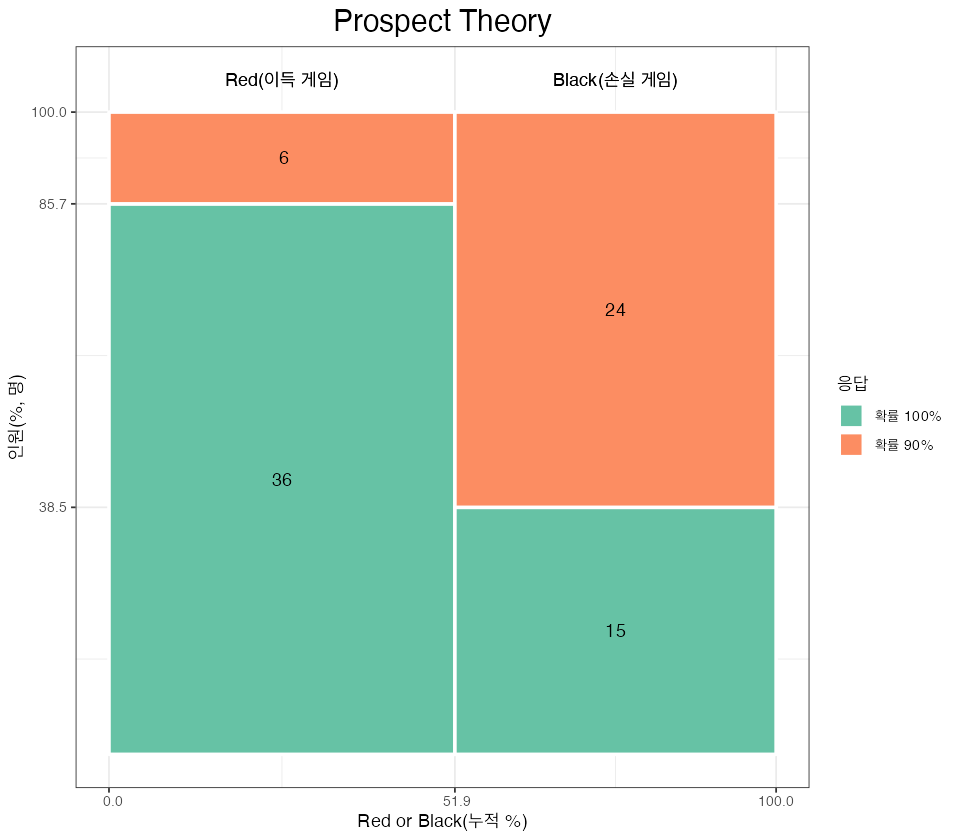 Prospect Theory
Red(이득 게임)
Black(손실 게임)
100.0
85.7
38.5
6
24
36
15
인원(%, 명)
응답
확률 100%
확률 90%
0.0
51.9
100.0
Red or Black(누적 %)